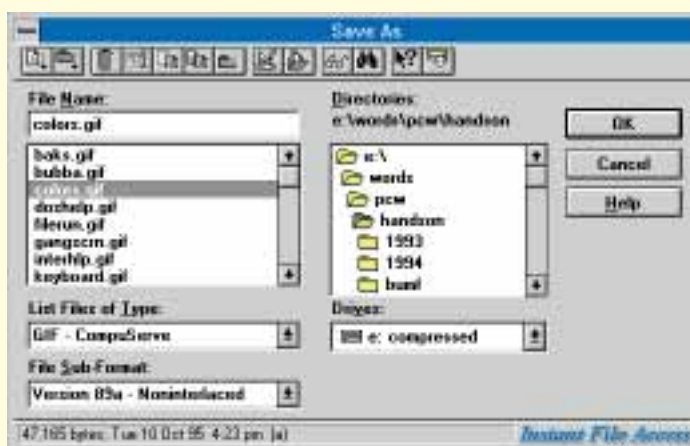 Save As
File Name:
colors.gif
baks.gif
bubba.gif
colors.gif
doshelp.gif
filerun.gif
gangscrn.gif
interhlp.gif
keyboard.gif
List Files of Type:
GIF - CompuServe
File Sub-Format:
Version 89a - Noninterlaced
Directories:
e:\words\pcw\handson
e:\
words
pcw
handson
1993
1994
Drives:
e: compressed
OK
Cancel
Help
47,165 bytes, Tue 10 Oct 95 4:23 pm, (a)
Instant File Access